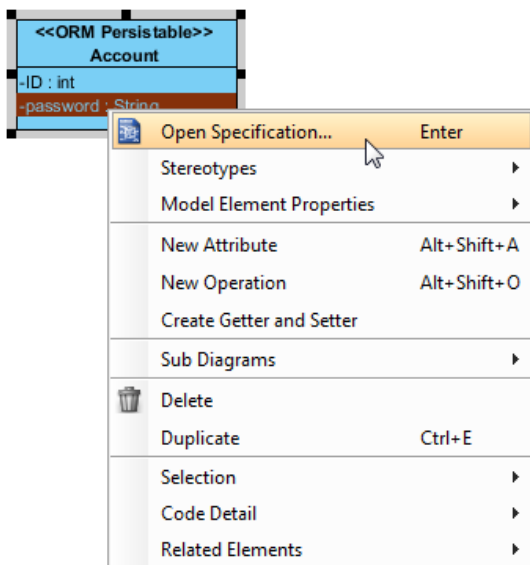 <<ORM Persistable>>
Account
-ID : int
-password : String
Open Specification... Enter
Stereotypes
Model Element Properties
New Attribute Alt+Shift+A
New Operation Alt+Shift+O
Create Getter and Setter
Sub Diagrams
Delete
Duplicate Ctrl+E
Selection
Code Detail
Related Elements